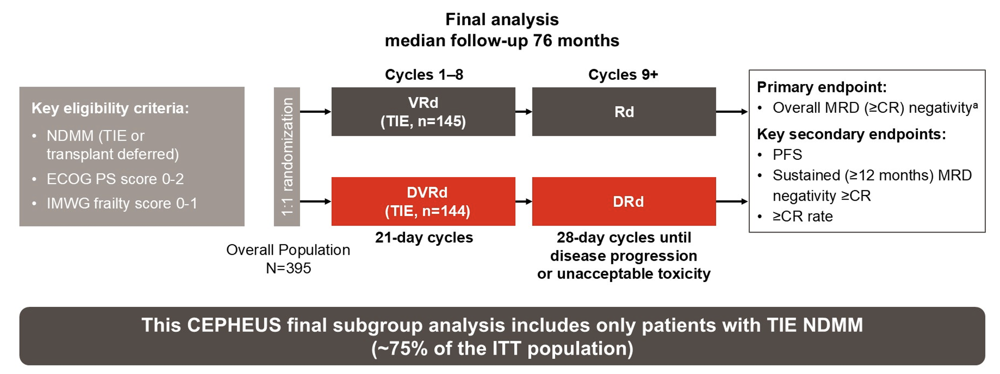 Final analysis
median follow-up 76 months
Key eligibility criteria:
• NDMM (TIE or
transplant deferred)
• ECOG PS score 0-2
• IMWG frailty score 0-1
1:1 randomization
Overall Population
N=395
Cycles 1–8
VRd
(TIE, n=145)
DVRd
(TIE, n=144)
21-day cycles
Cycles 9+
Rd
DRd
28-day cycles until
disease progression
or unacceptable toxicity
Primary endpoint:
• Overall MRD (≥CR) negativityᵃ
Key secondary endpoints:
• PFS
• Sustained (≥12 months) MRD
negativity ≥CR
• ≥CR rate
This CEPHEUS final subgroup analysis includes only patients with TIE NDMM
(~75% of the ITT population)